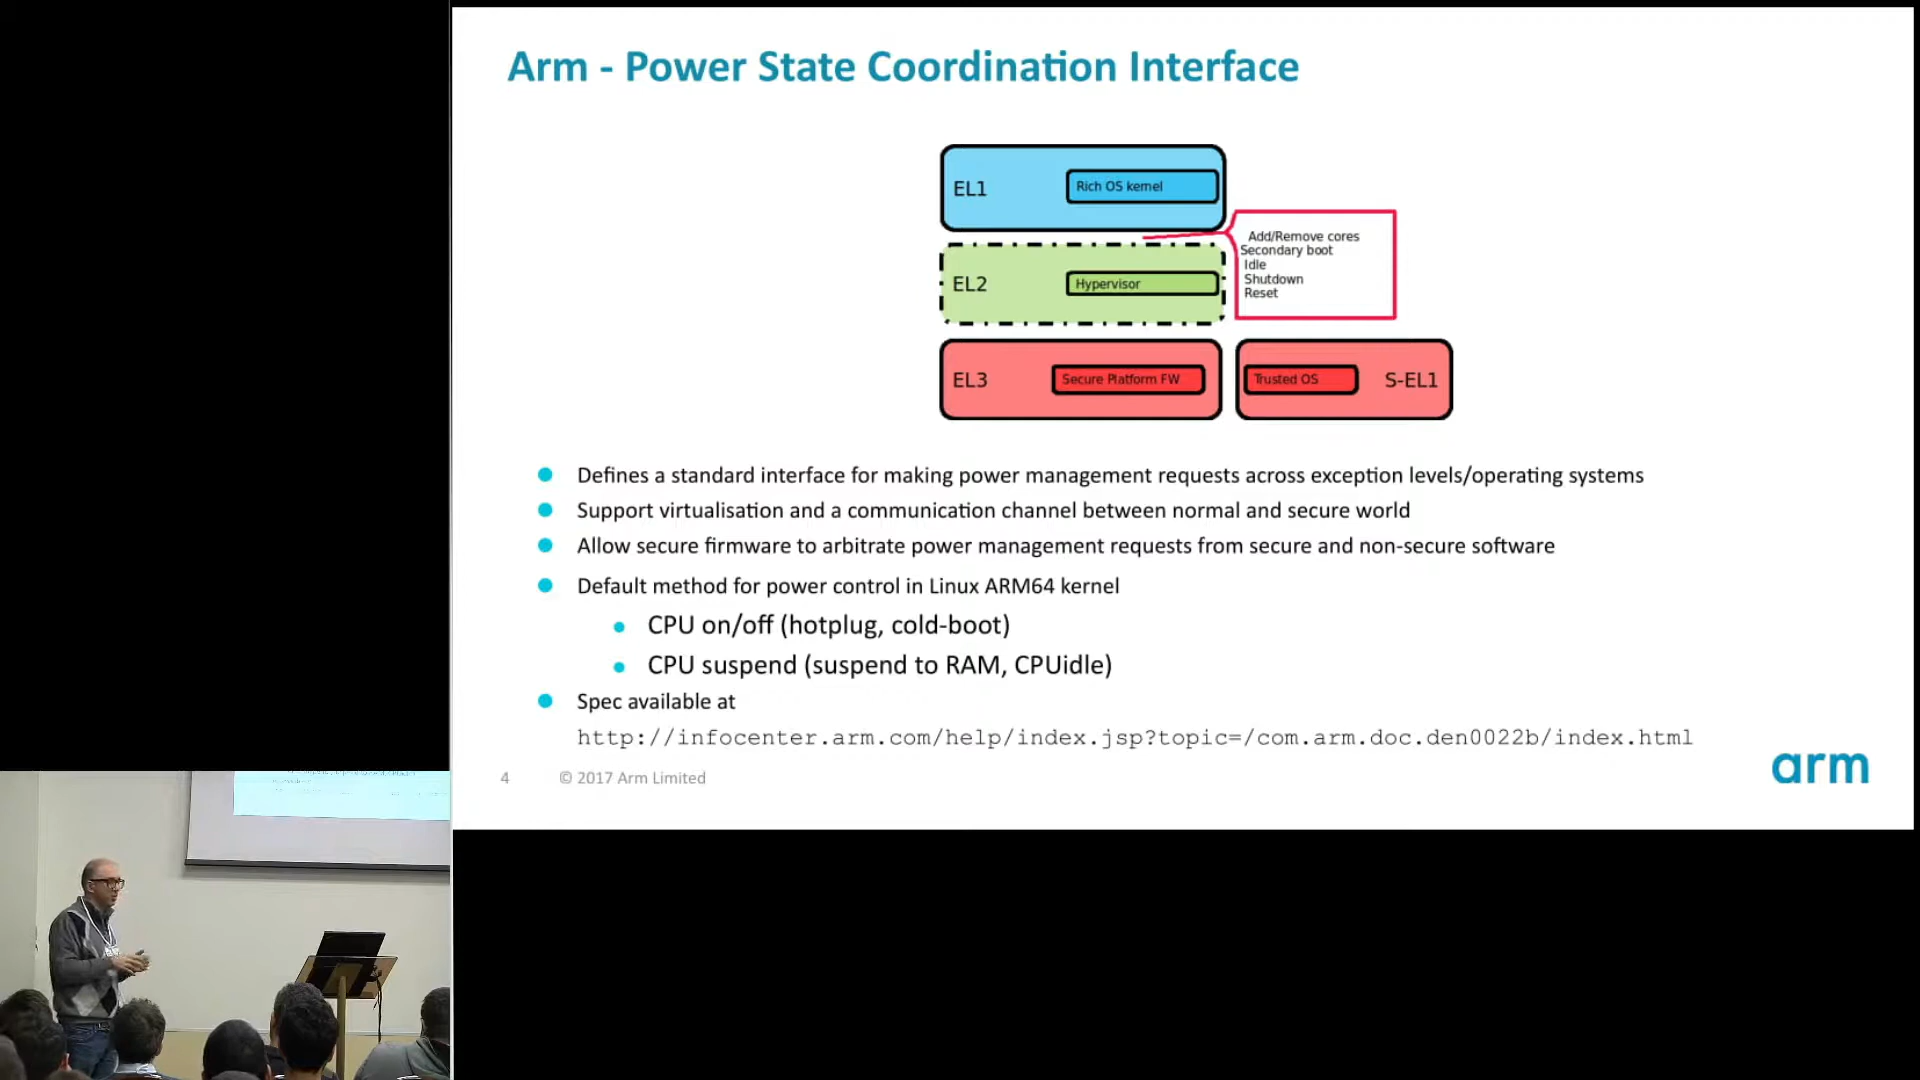 Arm - Power State Coordination Interface
EL1
Rich OS kernel
Add/Remove cores
Secondary boot
Idle
Shutdown
Reset
EL2
Hypervisor
EL3
Secure Platform FW
Trusted OS
S-EL1
Defines a standard interface for making power management requests across exception levels/operating systems
Support virtualisation and a communication channel between normal and secure world
Allow secure firmware to arbitrate power management requests from secure and non-secure software
Default method for power control in Linux ARM64 kernel
CPU on/off (hotplug, cold-boot)
CPU suspend (suspend to RAM, CPUidle)
Spec available at
http://infocenter.arm.com/help/index.jsp?topic=/com.arm.doc.den0022b/index.html
4
© 2017 Arm Limited
arm